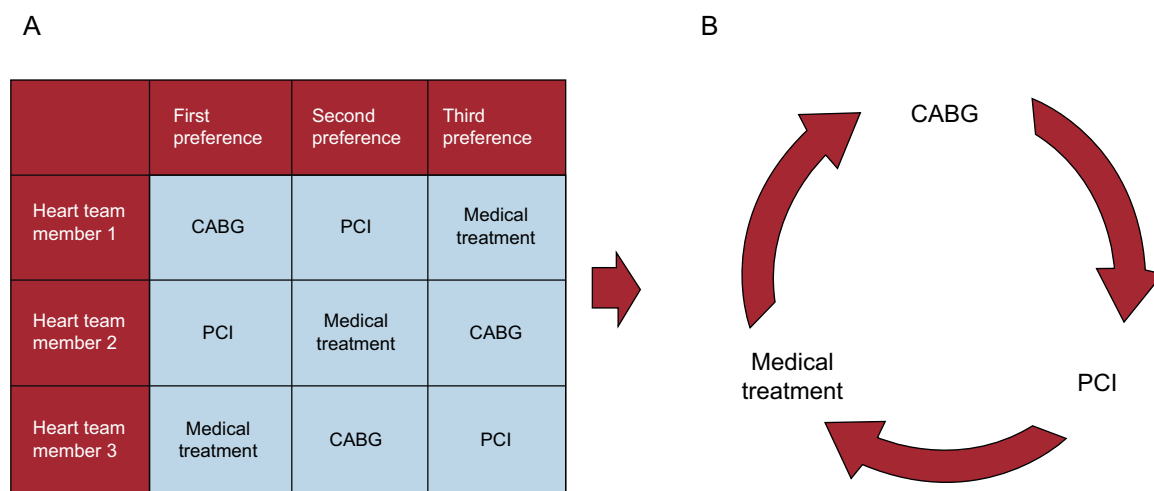 A
First
preference
Second
preference
Third
preference
Heart team
member 1
CABG
PCI
Medical
treatment
Heart team
member 2
PCI
Medical
treatment
CABG
Heart team
member 3
Medical
treatment
CABG
PCI
B
CABG
Medical
treatment
PCI